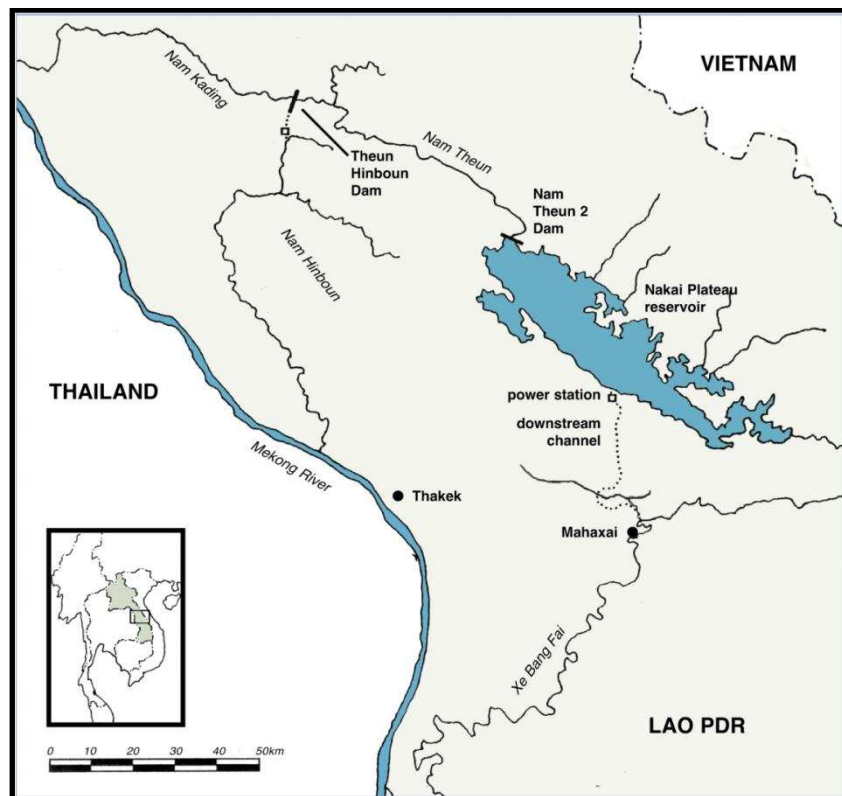 VIETNAM
Nam Kading
Theun
Hinboun
Dam
Nam Theun
Nam
Theun 2
Dam
Nam Hinboun
Nakai Plateau
reservoir
THAILAND
power station
downstream
channel
Mekong River
Thakek
Mahaxai
Xe Bang Fai
LAO PDR
0 10 20 30 40 50km